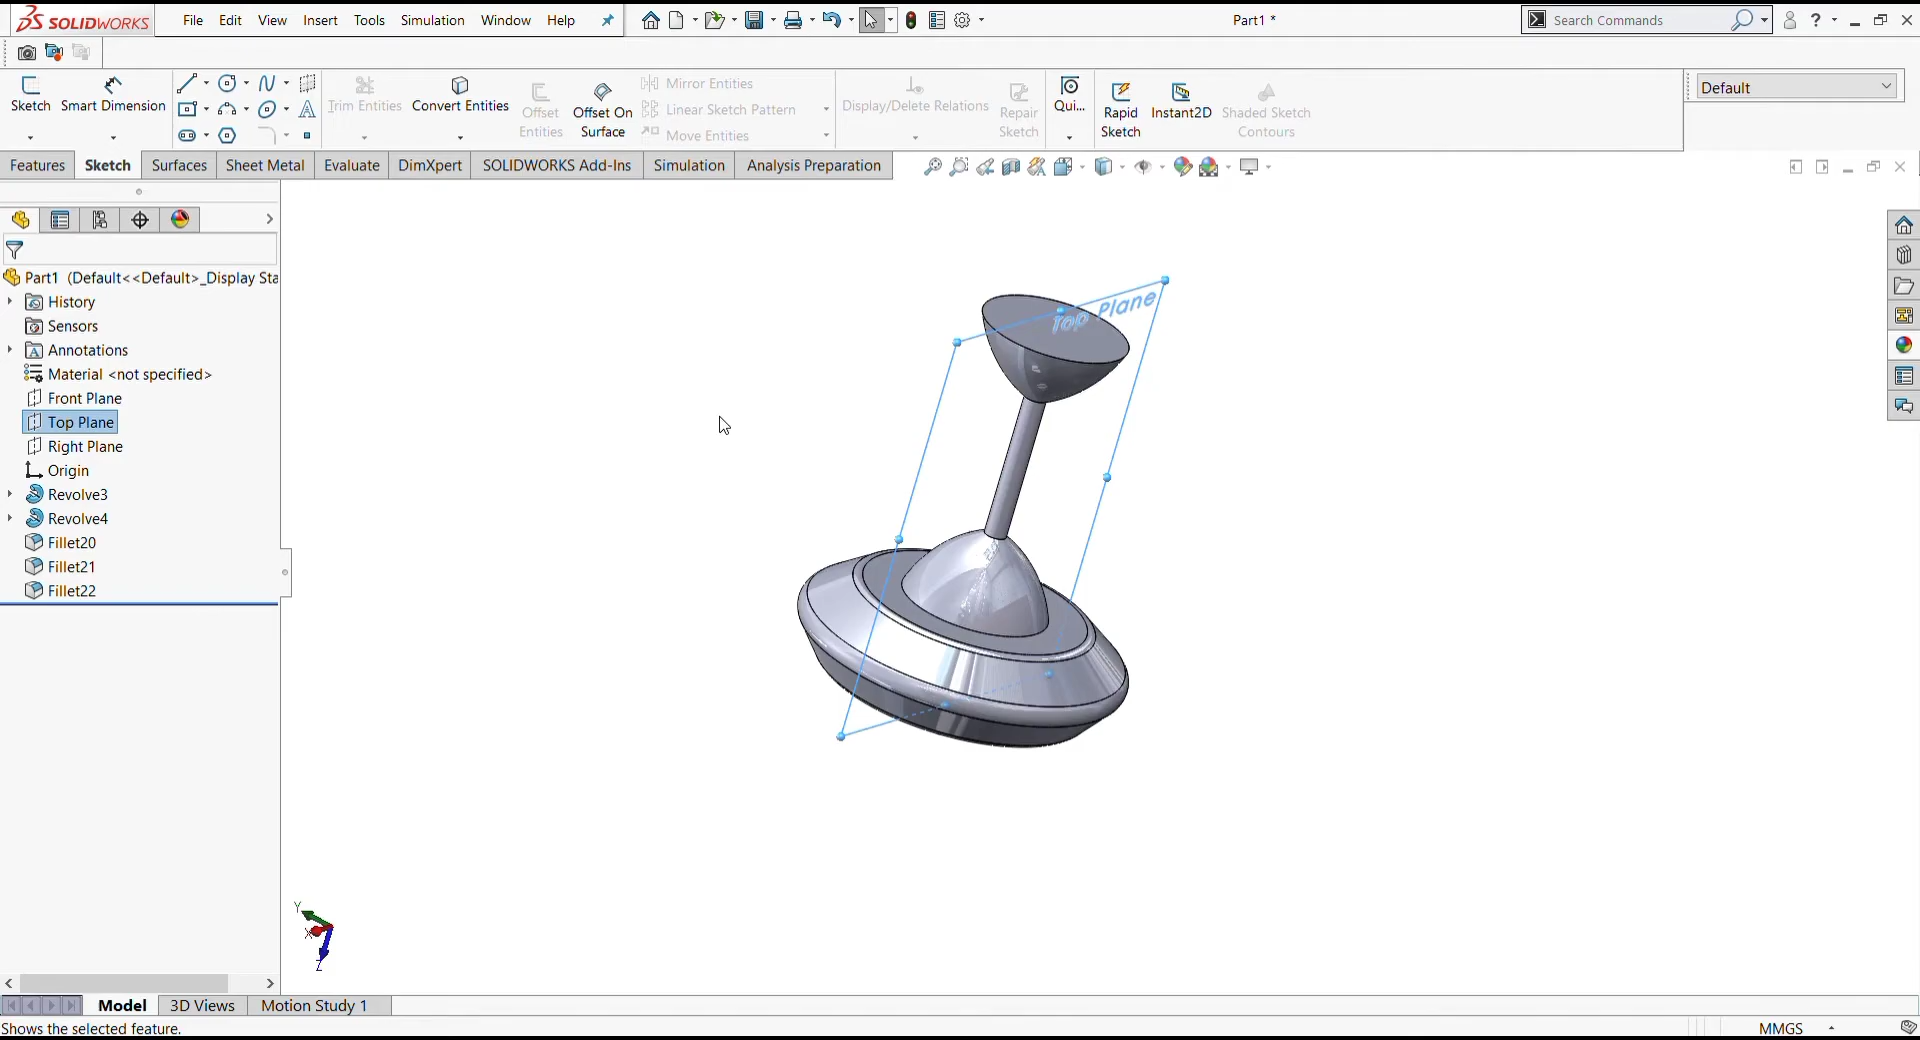 SOLIDWORKS File Edit View Insert Tools Simulation Window Help Part1 * Search Commands ?
Sketch Smart Dimension Trim Entities Convert Entities Offset Entities Offset On Surface Mirror Entities Linear Sketch Pattern Move Entities Display/Delete Relations Repair Sketch Qui... Rapid Sketch Instant2D Shaded Sketch Contours Default
Features Sketch Surfaces Sheet Metal Evaluate DimXpert SOLIDWORKS Add-Ins Simulation Analysis Preparation
Part1 (Default<<Default>_Display Sta
History
Sensors
Annotations
Material <not specified>
Front Plane
Top Plane
Right Plane
Origin
Revolve3
Revolve4
Fillet20
Fillet21
Fillet22
Top Plane
Y
X
Z
Model 3D Views Motion Study 1
Shows the selected feature. MMGS